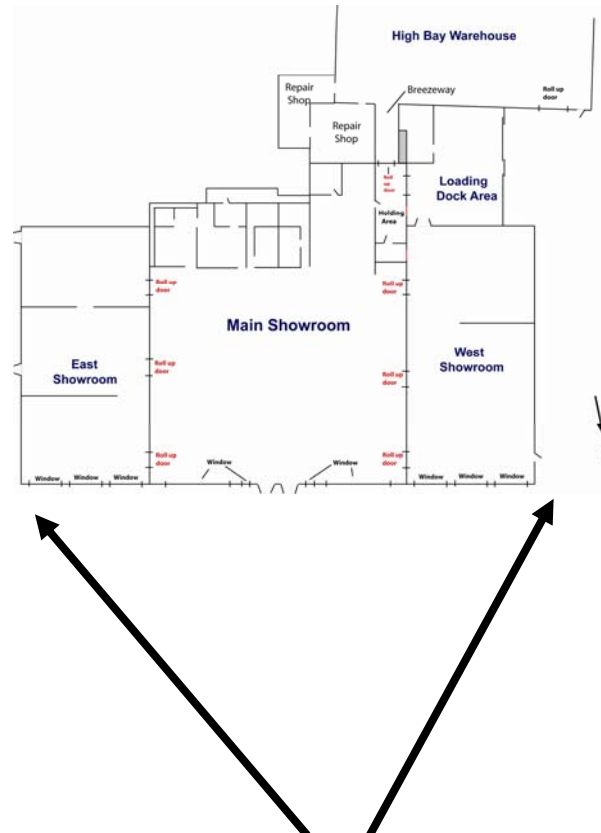 High Bay Warehouse
Roll up
door
Breezeway
Repair
Shop
Repair
Shop
Roll
up
door
Loading
Dock Area
Holding
Area
Roll up
door
Roll up
door
Main Showroom
East
Showroom
West
Showroom
Roll up
door
Roll up
door
Roll up
door
Roll up
door
Window
Window
Window Window Window
Window Window Window